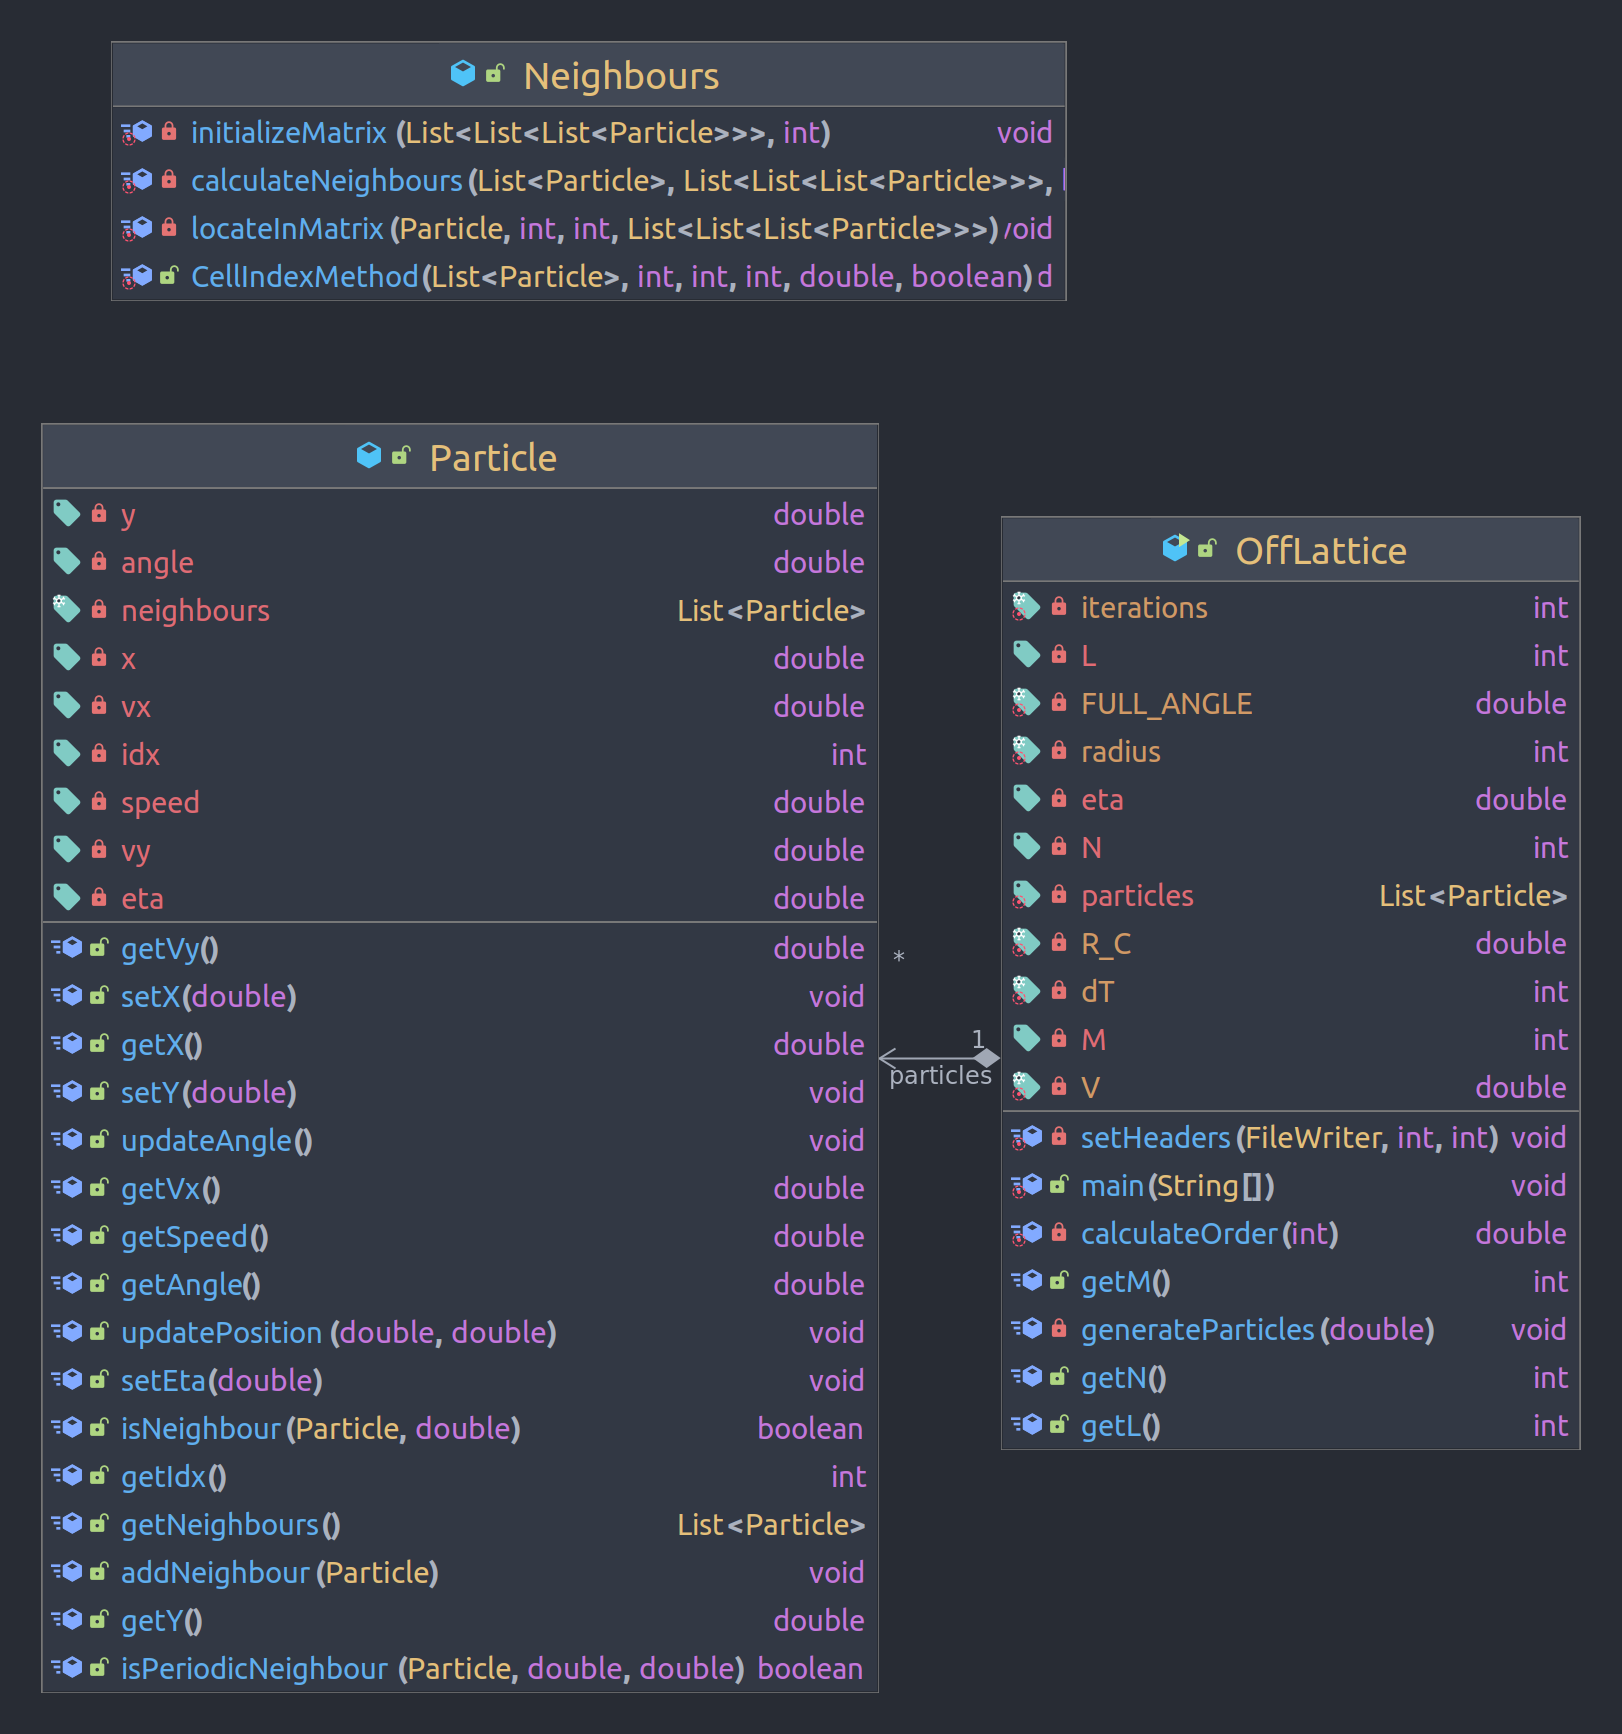 Neighbours
initializeMatrix (List<List<List<Particle>>>, int) void
calculateNeighbours(List<Particle>, List<List<List<Particle>>>,
locateInMatrix (Particle, int, int, List<List<List<Particle>>>) void
CellIndexMethod(List<Particle>, int, int, int, double, boolean) d
Particle
y double
angle double
neighbours List<Particle>
x double
vx double
idx int
speed double
vy double
eta double
getVy() double
setX(double) void
getX() double
setY(double) void
updateAngle() void
getVx() double
getSpeed() double
getAngle() double
updatePosition (double, double) void
setEta(double) void
isNeighbour (Particle, double) boolean
getIdx() int
getNeighbours() List<Particle>
addNeighbour (Particle) void
getY() double
isPeriodicNeighbour (Particle, double, double) boolean
*
1
particles
OffLattice
iterations int
L int
FULL_ANGLE double
radius int
eta double
N int
particles List<Particle>
R_C double
dT int
M int
V double
setHeaders (FileWriter, int, int) void
main(String[]) void
calculateOrder(int) double
getM() int
generateParticles (double) void
getN() int
getL() int